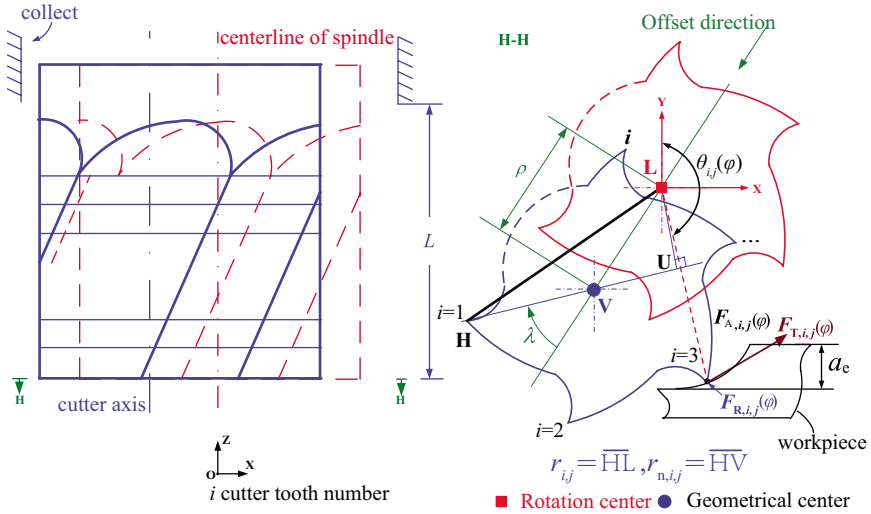 collect
centerline of spindle
H-H
Offset direction
Y
i
L
X
θi,j(φ)
ρ
...
U
V
L
i=1
H
λ
FA,i,j(φ)
FT,i,j(φ)
i=3
ae
H
H
cutter axis
i=2
FR,i,j(φ)
workpiece
Z
O
X
ri,j = HL , rn,i,j = HV
i cutter tooth number
Rotation center
Geometrical center